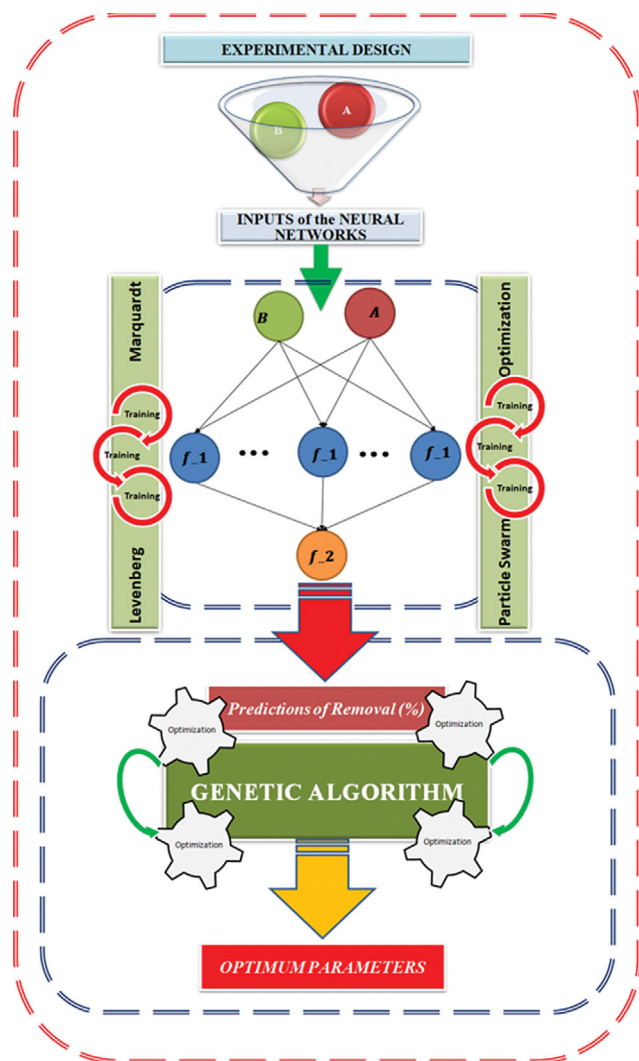 EXPERIMENTAL DESIGN
A
B
INPUTS of the NEURAL
NETWORKS
Marquardt
Levenberg
Training
Training
Training
B
A
f_1
...
f_1
...
f_1
f_2
Optimization
Particle Swarm
Training
Training
Training
Predictions of Removal (%)
Optimization
Optimization
GENETIC ALGORITHM
Optimization
Optimization
OPTIMUM PARAMETERS